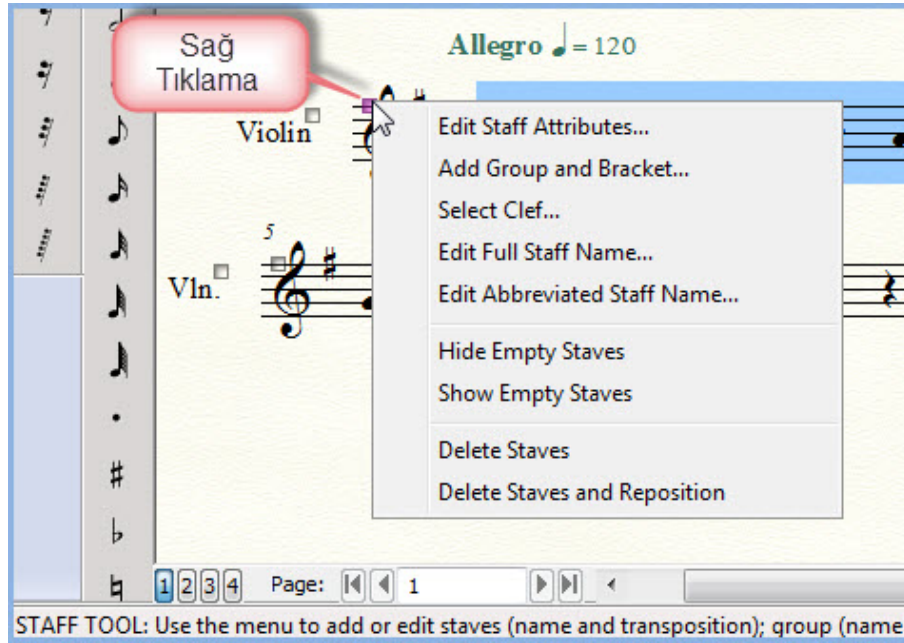 Sağ
Tıklama
Allegro ♩ = 120
Violin
Edit Staff Attributes...
Add Group and Bracket...
Select Clef...
Edit Full Staff Name...
Edit Abbreviated Staff Name...
5
Vln.
Hide Empty Staves
Show Empty Staves
Delete Staves
Delete Staves and Reposition
1 2 3 4 Page: 1
STAFF TOOL: Use the menu to add or edit staves (name and transposition); group (name